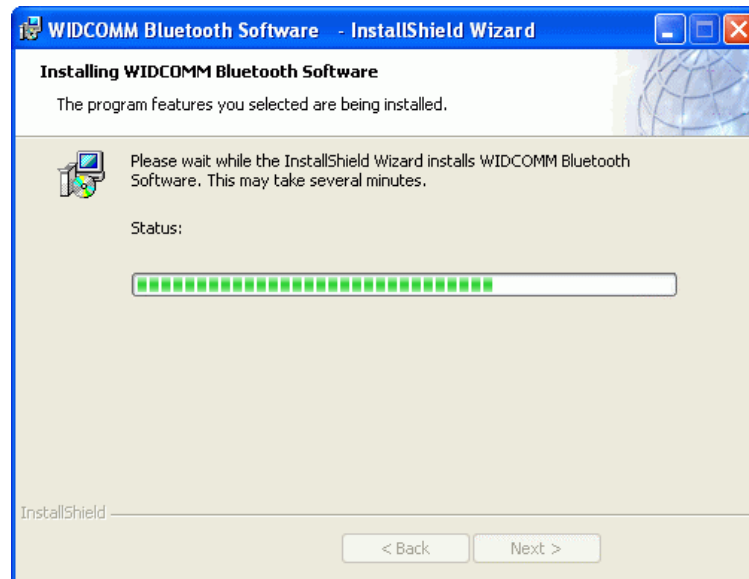 WIDCOMM Bluetooth Software - InstallShield Wizard
Installing WIDCOMM Bluetooth Software
The program features you selected are being installed.
Please wait while the InstallShield Wizard installs WIDCOMM Bluetooth
Software. This may take several minutes.
Status:
InstallShield
< Back Next >